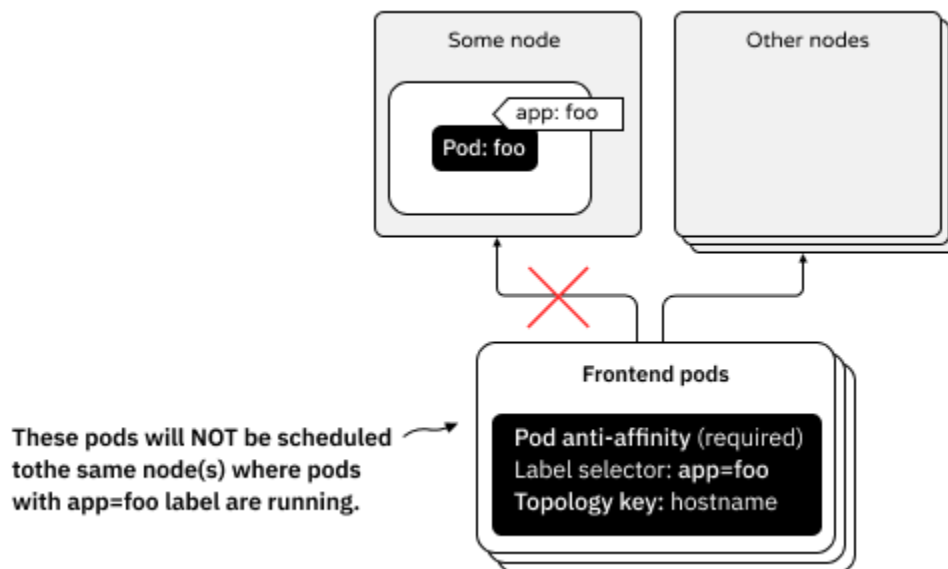 Some node
Other nodes
app: foo
Pod: foo
Frontend pods
Pod anti-affinity (required)
Label selector: app=foo
Topology key: hostname
These pods will NOT be scheduled
tothe same node(s) where pods
with app=foo label are running.